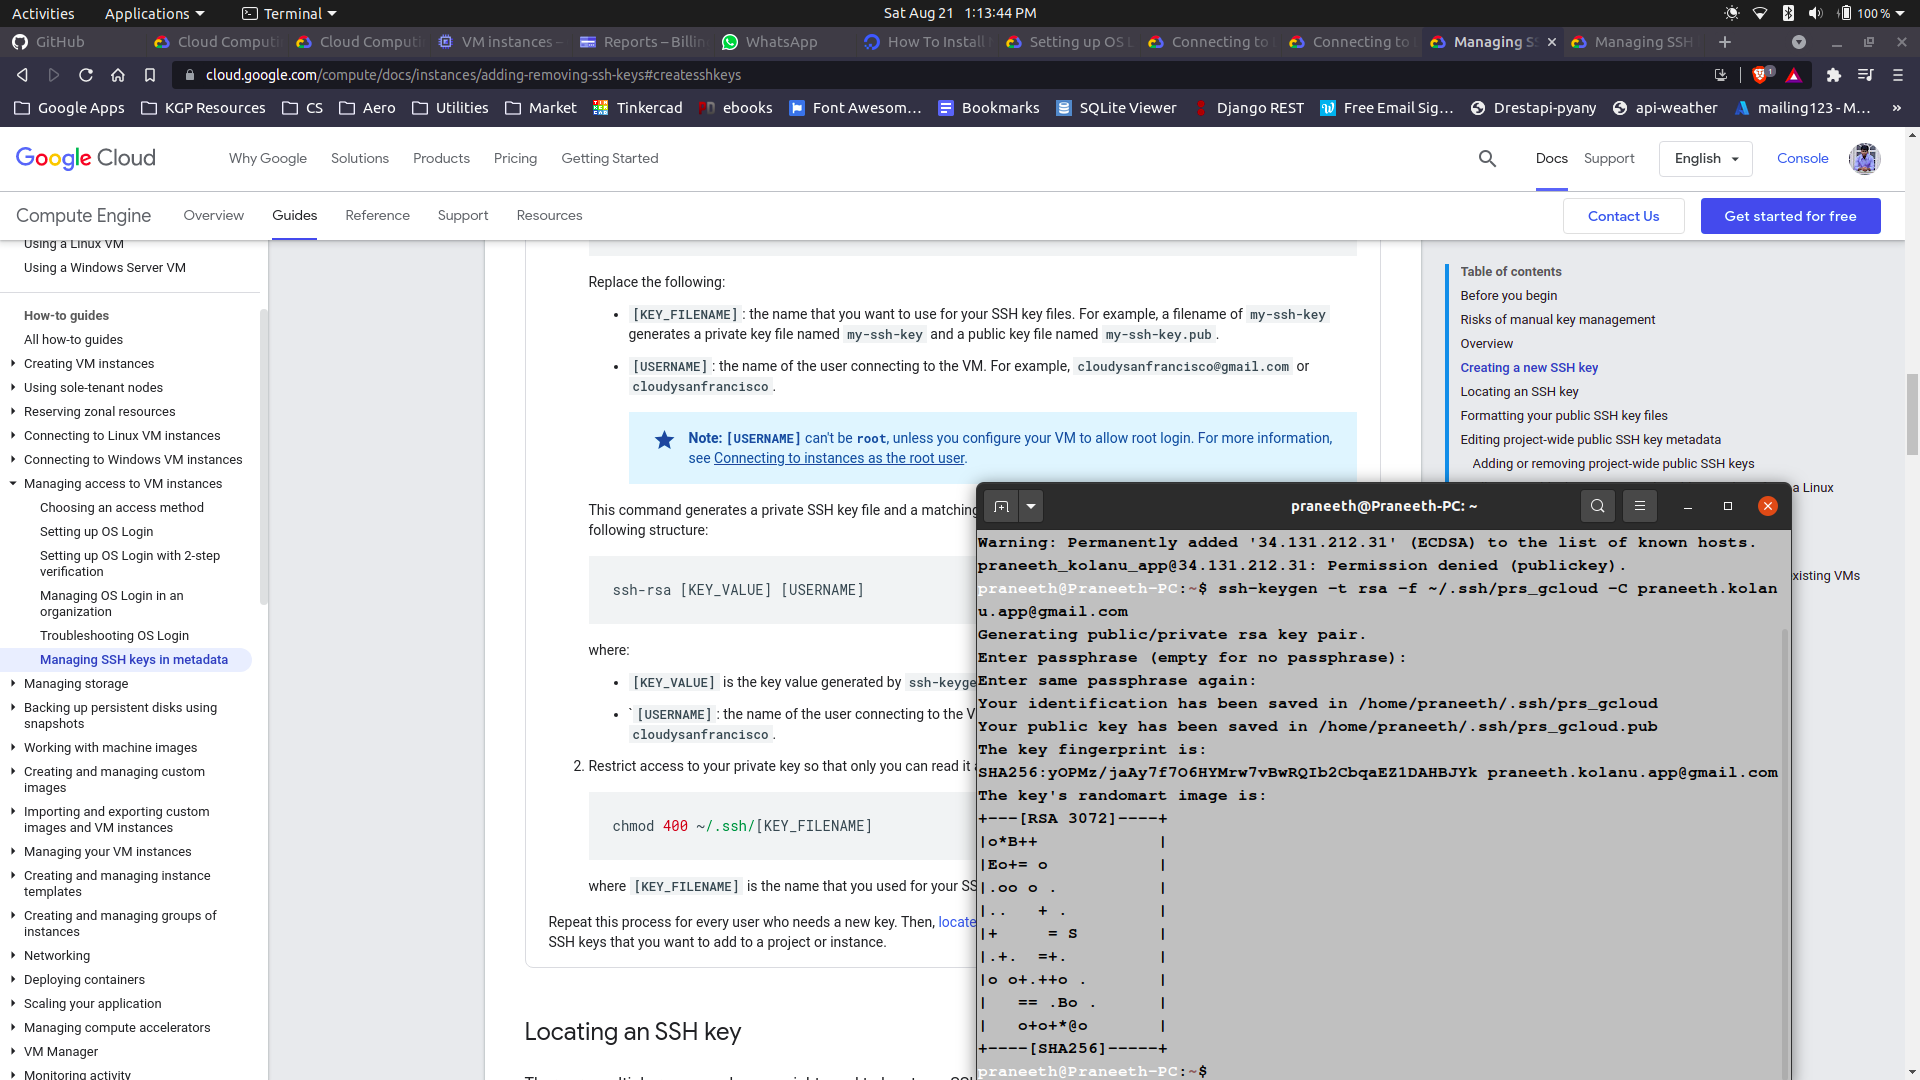 Activities
Applications
Terminal
Sat Aug 21 1:13:44 PM
100 %
GitHub
Cloud Computi
Cloud Computi
VM instances –
Reports – Billin
WhatsApp
How To Install
Setting up OS L
Connecting to
Connecting to
Managing S
Managing SSH
cloud.google.com/compute/docs/instances/adding-removing-ssh-keys#createsshkeys
1
Google Apps
KGP Resources
CS
Aero
Utilities
Market
Tinkercad
ebooks
Font Awesom…
Bookmarks
SQLite Viewer
Django REST
Free Email Sig…
Drestapi-pyany
api-weather
mailing123 - M…
»
Google Cloud
Why Google
Solutions
Products
Pricing
Getting Started
Docs
Support
English
Console
Compute Engine
Overview
Guides
Reference
Support
Resources
Contact Us
Get started for free
Using a Linux VM
Using a Windows Server VM
How-to guides
All how-to guides
Creating VM instances
Using sole-tenant nodes
Reserving zonal resources
Connecting to Linux VM instances
Connecting to Windows VM instances
Managing access to VM instances
Choosing an access method
Setting up OS Login
Setting up OS Login with 2-step
verification
Managing OS Login in an
organization
Troubleshooting OS Login
Managing SSH keys in metadata
Managing storage
Backing up persistent disks using
snapshots
Working with machine images
Creating and managing custom
images
Importing and exporting custom
images and VM instances
Managing your VM instances
Creating and managing instance
templates
Creating and managing groups of
instances
Networking
Deploying containers
Scaling your application
Managing compute accelerators
VM Manager
Monitoring activity
Replace the following:
• [KEY_FILENAME] : the name that you want to use for your SSH key files. For example, a filename of my-ssh-key
generates a private key file named my-ssh-key and a public key file named my-ssh-key.pub .
• [USERNAME] : the name of the user connecting to the VM. For example, cloudysanfrancisco@gmail.com or
cloudysanfrancisco .
Note: [USERNAME] can't be root, unless you configure your VM to allow root login. For more information,
see Connecting to instances as the root user.
This command generates a private SSH key file and a matching
following structure:
ssh-rsa [KEY_VALUE] [USERNAME]
where:
• [KEY_VALUE] is the key value generated by ssh-keyge
• `[USERNAME] : the name of the user connecting to the V
cloudysanfrancisco .
2. Restrict access to your private key so that only you can read it
chmod 400 ~/.ssh/[KEY_FILENAME]
where [KEY_FILENAME] is the name that you used for your SS
Repeat this process for every user who needs a new key. Then, locate
SSH keys that you want to add to a project or instance.
Locating an SSH key
Table of contents
Before you begin
Risks of manual key management
Overview
Creating a new SSH key
Locating an SSH key
Formatting your public SSH key files
Editing project-wide public SSH key metadata
Adding or removing project-wide public SSH keys
a Linux
xisting VMs
praneeth@Praneeth-PC: ~
Warning: Permanently added '34.131.212.31' (ECDSA) to the list of known hosts.
praneeth_kolanu_app@34.131.212.31: Permission denied (publickey).
praneeth@Praneeth-PC:~$ ssh-keygen -t rsa -f ~/.ssh/prs_gcloud -C praneeth.kolan
u.app@gmail.com
Generating public/private rsa key pair.
Enter passphrase (empty for no passphrase):
Enter same passphrase again:
Your identification has been saved in /home/praneeth/.ssh/prs_gcloud
Your public key has been saved in /home/praneeth/.ssh/prs_gcloud.pub
The key fingerprint is:
SHA256:yOPMz/jaAy7f7O6HYMrw7vBwRQIb2CbqaEZ1DAHBJYk praneeth.kolanu.app@gmail.com
The key's randomart image is:
+---[RSA 3072]----+
|o*B++            |
|Eo+= o           |
|.oo o .          |
|..   + .         |
|+     = S        |
|.+.  =+.         |
|o o+.++o .       |
|   == .Bo .      |
|   o+o+*@o       |
+----[SHA256]-----+
praneeth@Praneeth-PC:~$